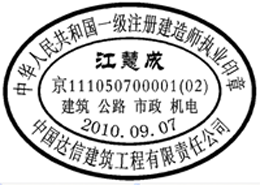 中华人民共和国一级注册建造师执业印章
江慧成
京111050700001(02)
建筑 公路 市政 机电
2010.09.07
中国达信建筑工程有限责任公司